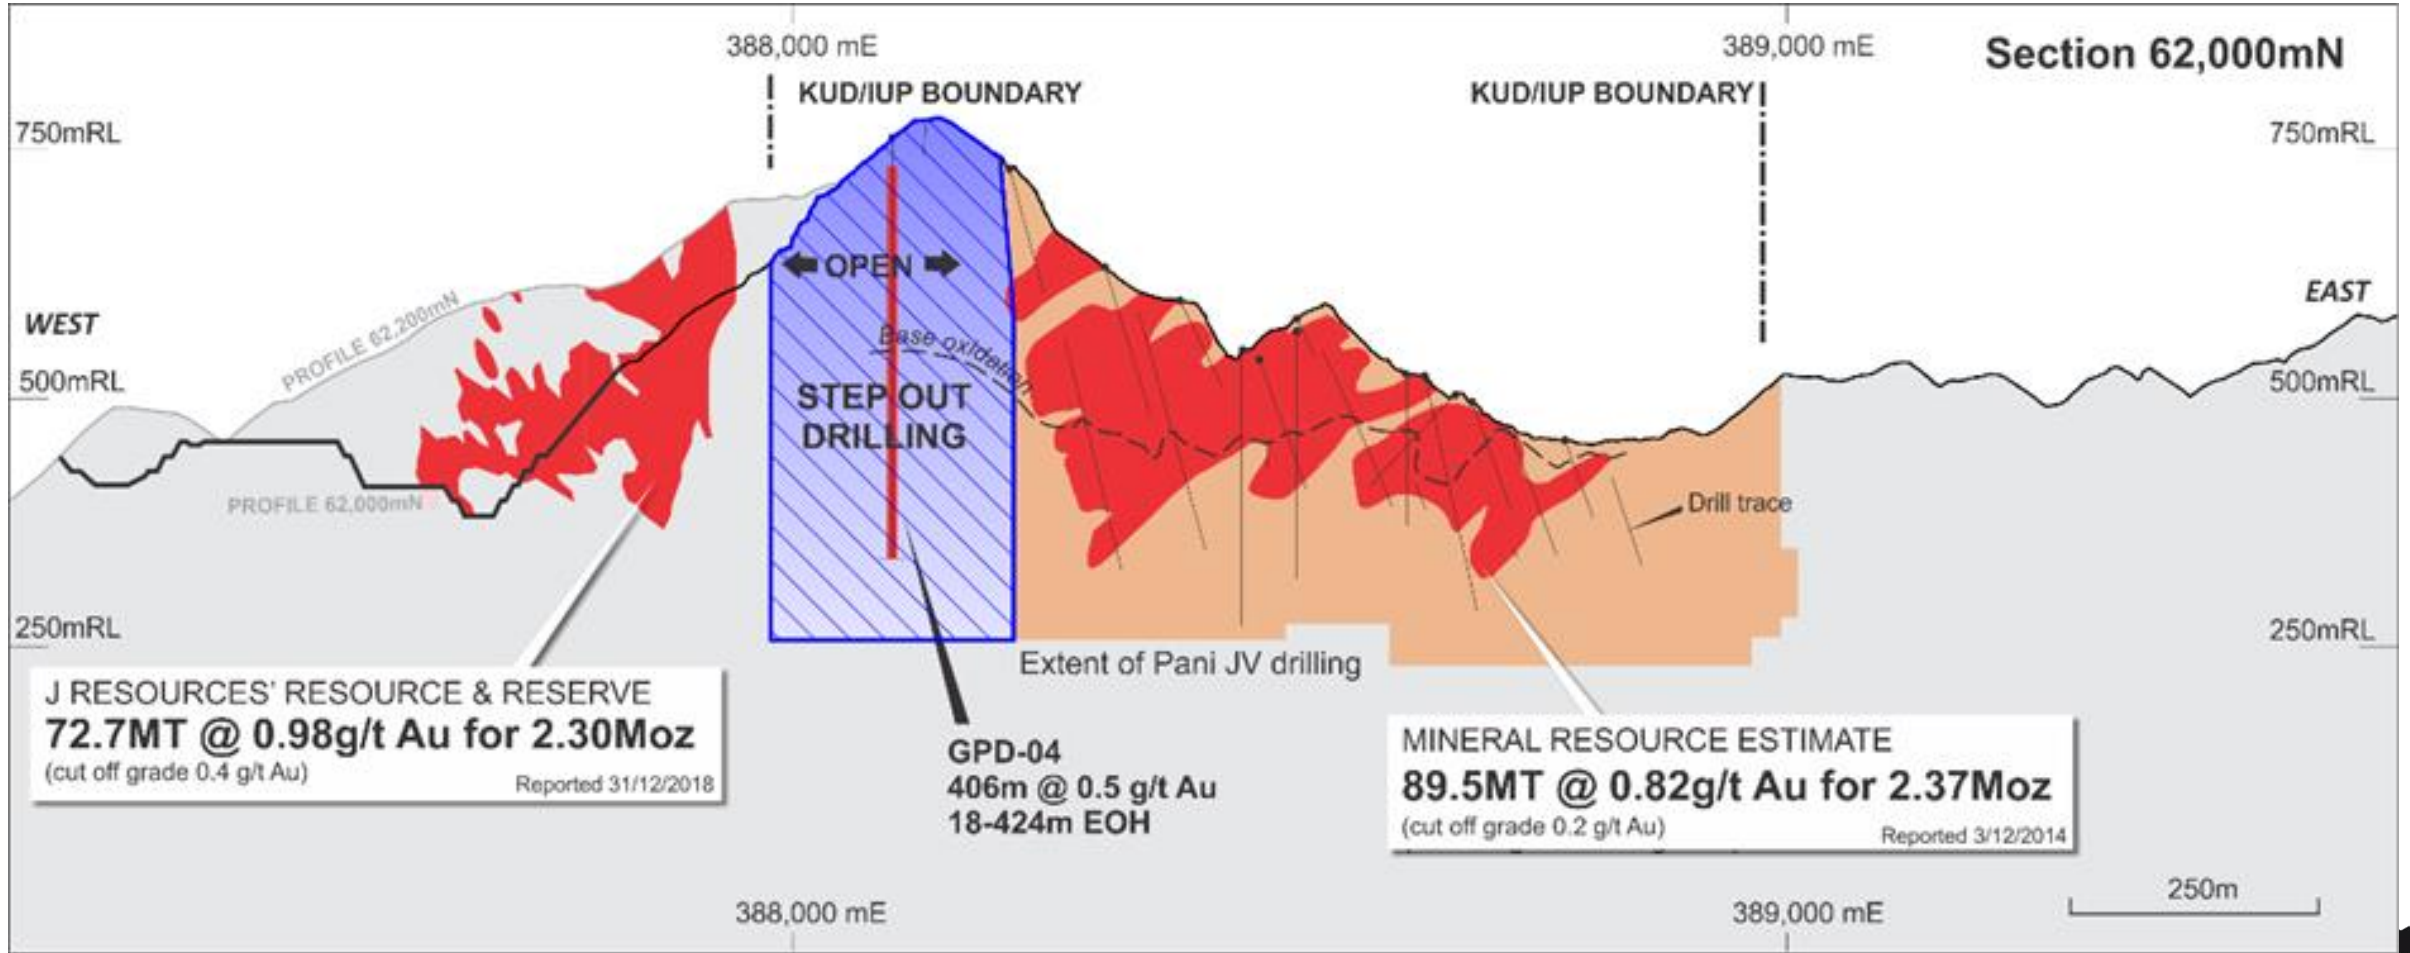 388,000 mE
389,000 mE
Section 62,000mN
KUD/IUP BOUNDARY
KUD/IUP BOUNDARY
750mRL
750mRL
OPEN
WEST
EAST
PROFILE 62,200mN
Base oxidation
500mRL
500mRL
STEP OUT
DRILLING
PROFILE 62,000mN
Drill trace
250mRL
250mRL
Extent of Pani JV drilling
J RESOURCES' RESOURCE & RESERVE
72.7MT @ 0.98g/t Au for 2.30Moz
(cut off grade 0.4 g/t Au)
Reported 31/12/2018
GPD-04
406m @ 0.5 g/t Au
18-424m EOH
MINERAL RESOURCE ESTIMATE
89.5MT @ 0.82g/t Au for 2.37Moz
(cut off grade 0.2 g/t Au)
Reported 3/12/2014
250m
388,000 mE
389,000 mE